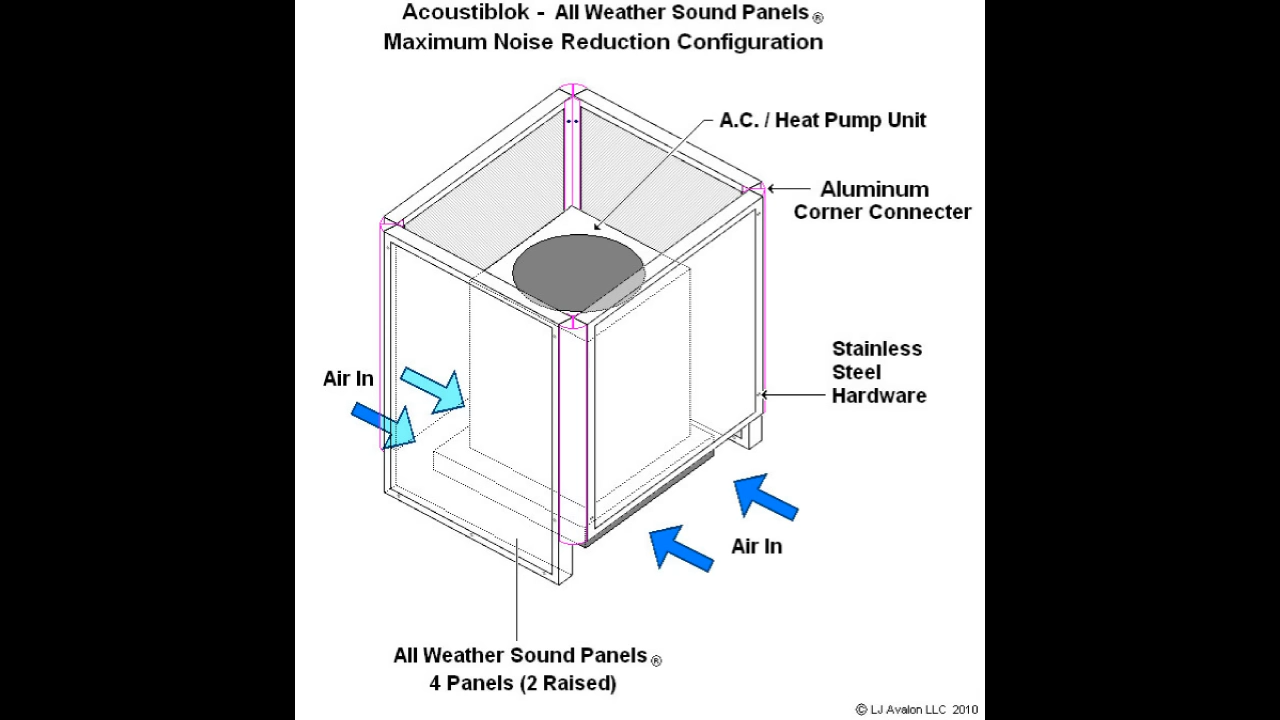 Acoustiblok - All Weather Sound Panels®
Maximum Noise Reduction Configuration
A.C. / Heat Pump Unit
Aluminum
Corner Connecter
Stainless
Steel
Hardware
Air In
Air In
All Weather Sound Panels®
4 Panels (2 Raised)
© LJ Avalon LLC 2010